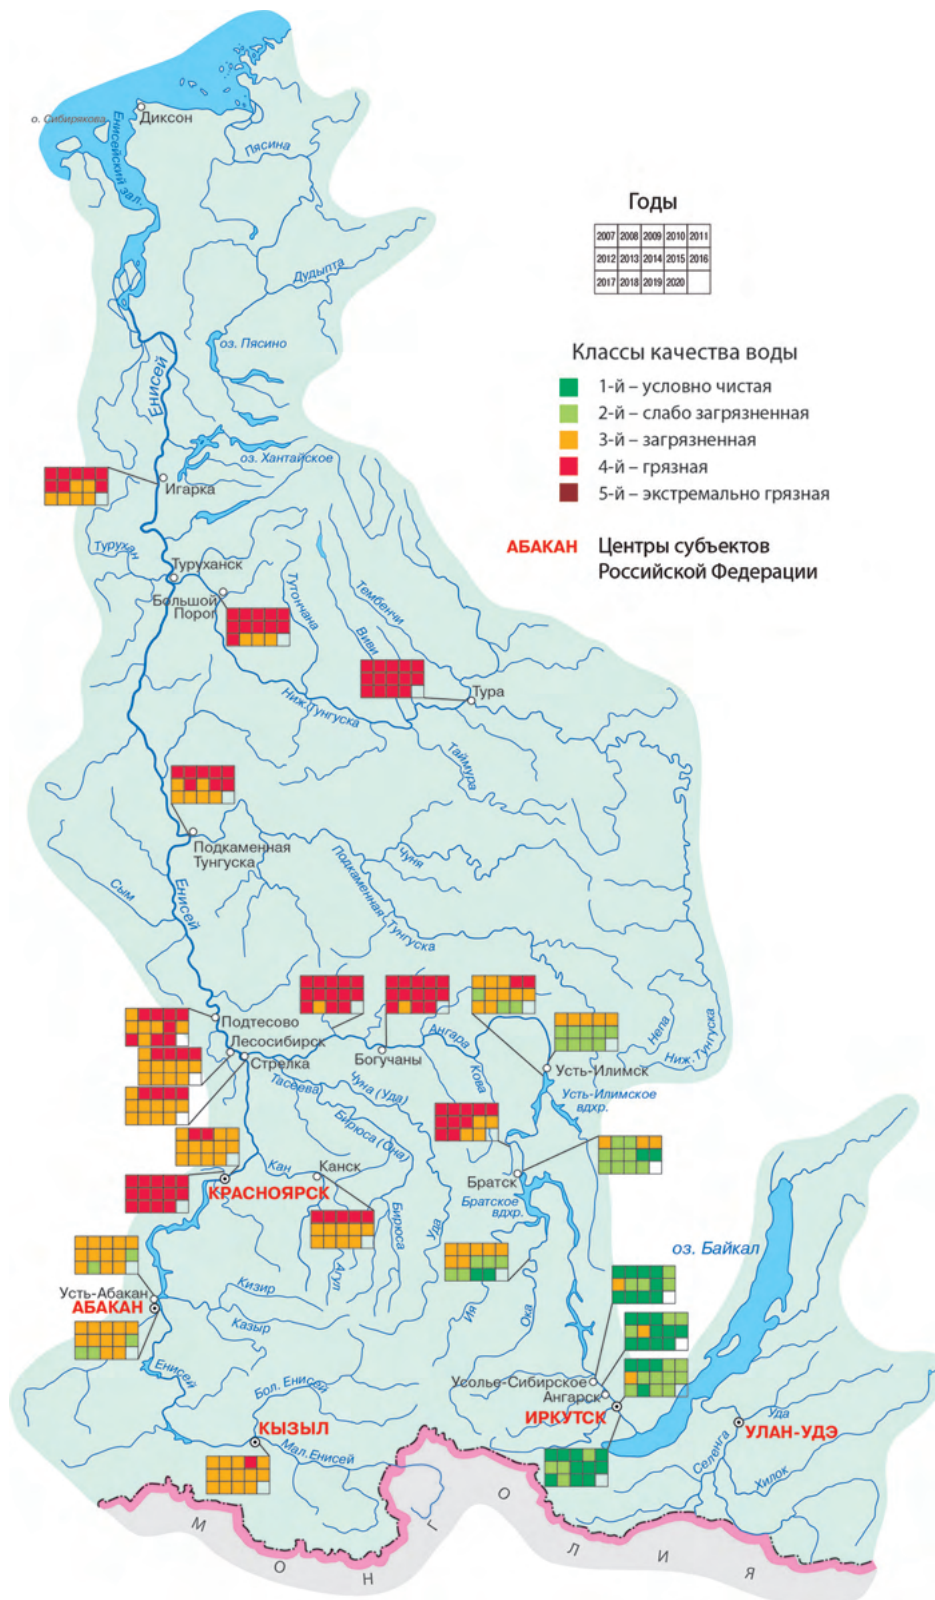 о. Сибирякова
Енисейский зал.
Диксон
Пясина
Дудыпта
оз. Пясино
Енисей
оз. Хантайское
Игарка
Годы
2007 2008 2009 2010 2011
2012 2013 2014 2015 2016
2017 2018 2019 2020
Классы качества воды
1-й – условно чистая
2-й – слабо загрязненная
3-й – загрязненная
4-й – грязная
5-й – экстремально грязная
АБАКАН Центры субъектов
Российской Федерации
Турухан
Туруханск
Большой
Порог
Тутончана
Тембенчи
Виви
Тура
Ниж.Тунгуска
Таймура
Подкаменная
Тунгуска
Чуня
Подкаменная Тунгуска
Сым
Енисей
Подтесово
Лесосибирск
Стрелка
Богучаны
Ангара
Кова
Непа
Ниж.Тунгуска
Усть-Илимск
Усть-Илимское
вдхр.
Тасеева
Чуна (Уда)
Бирюса (Она)
Кан
Канск
КРАСНОЯРСК
Братск
Братское
вдхр.
Агул
Бирюса
Уда
оз. Байкал
Усть-Абакан
АБАКАН
Кизир
Казыр
Ия
Ока
Енисей
Бол. Енисей
Усолье-Сибирское
Ангарск
ИРКУТСК
КЫЗЫЛ
Мал. Енисей
Уда
УЛАН-УДЭ
Селенга
Хилок
МОНГОЛИЯ